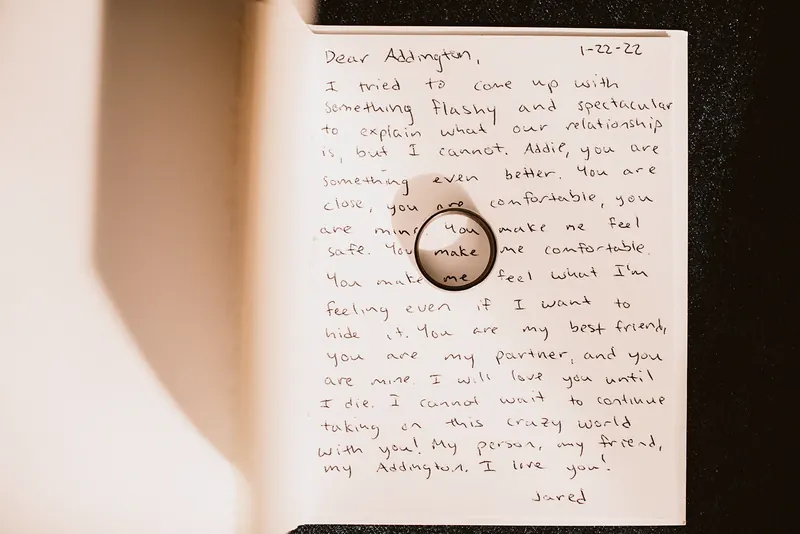 Dear Addington,
1-22-22
I tried to come up with
something flashy and spectacular
to explain what our relationship
is, but I cannot. Addie, you are
something even better. You are
close, you are comfortable, you
are mine. You make me feel
safe. You make me comfortable.
You make me feel what I'm
feeling even if I want to
hide it. You are my best friend,
you are my partner, and you
are mine. I will love you until
I die. I cannot wait to continue
taking on this crazy world
with you! My person, my friend,
my Addington. I love you!
Jared